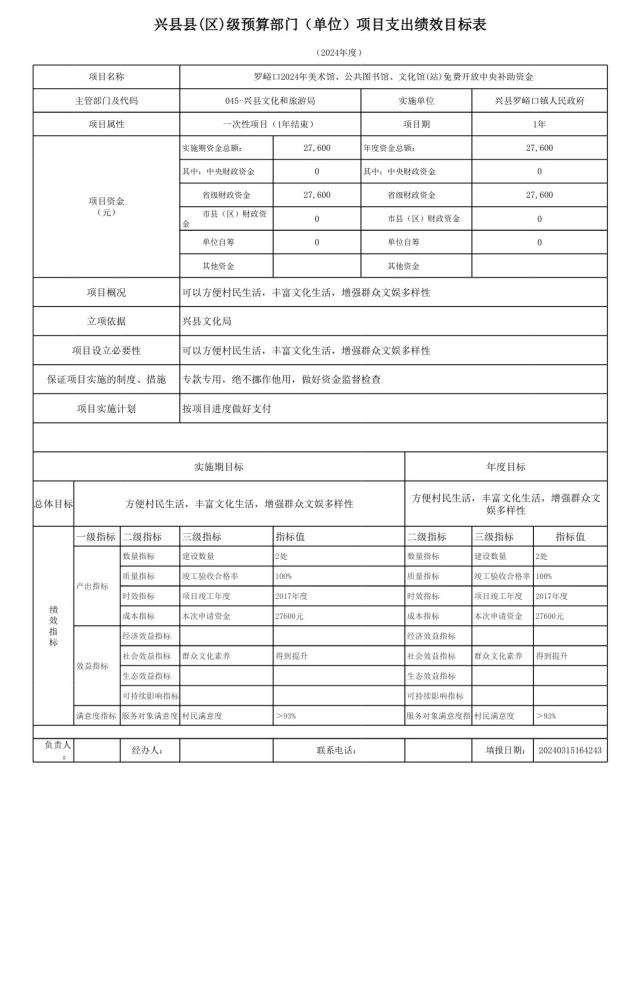 兴县县(区)级预算部门（单位）项目支出绩效目标表
（2024年度）
项目名称 罗峪口2024年美术馆、公共图书馆、文化馆(站)免费开放中央补助资金
主管部门及代码 045-兴县文化和旅游局 实施单位 兴县罗峪口镇人民政府
项目属性 一次性项目（1年结束） 项目期 1年
项目资金
（元）
实施期资金总额: 27,600 年度资金总额: 27,600
其中: 中央财政资金 0 其中: 中央财政资金 0
省级财政资金 27,600 省级财政资金 27,600
市县（区）财政资
金 0 市县（区）财政资金 0
单位自筹 0 单位自筹 0
其他资金 其他资金
项目概况 可以方便村民生活，丰富文化生活，增强群众文娱多样性
立项依据 兴县文化局
项目设立必要性 可以方便村民生活，丰富文化生活，增强群众文娱多样性
保证项目实施的制度、措施 专款专用，绝不挪作他用，做好资金监督检查
项目实施计划 按项目进度做好支付
实施期目标 年度目标
总体目标 方便村民生活，丰富文化生活，增强群众文娱多样性 方便村民生活，丰富文化生活，增强群众文
娱多样性
绩效指标
一级指标 二级指标 三级指标 指标值 二级指标 三级指标 指标值
产出指标
数量指标 建设数量 2处 数量指标 建设数量 2处
质量指标 竣工验收合格率 100% 质量指标 竣工验收合格率 100%
时效指标 项目竣工年度 2017年度 时效指标 项目竣工年度 2017年度
成本指标 本次申请资金 27600元 成本指标 本次申请资金 27600元
效益指标
经济效益指标 经济效益指标
社会效益指标 群众文化素养 得到提升 社会效益指标 群众文化素养 得到提升
生态效益指标 生态效益指标
可持续影响指标 可持续影响指标
满意度指标 服务对象满意度 村民满意度 ＞93% 服务对象满意度指 村民满意度 ＞93%
负责人
： 经办人： 联系电话： 填报日期： 20240315164243